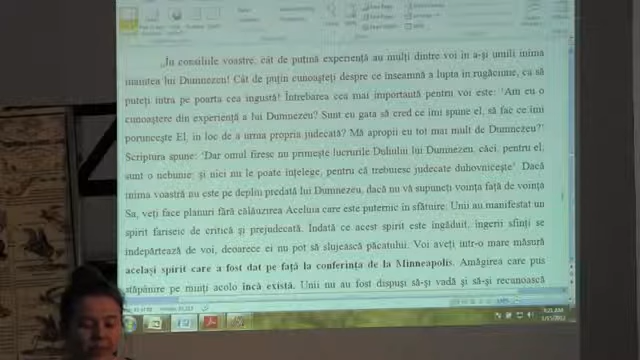 „În consiliile voastre, cât de puțină experiență au mulți dintre voi în a-și umili inima
înaintea lui Dumnezeu! Cât de puțin cunoașteți despre ce înseamnă a lupta în rugăciune, ca să
puteți intra pe poarta cea îngustă! Întrebarea cea mai importantă pentru voi este: 'Am eu o
cunoaștere din experiență a lui Dumnezeu? Sunt eu gata să cred ce îmi spune el, să fac ce îmi
poruncește El, în loc de a urma propria judecată? Mă apropii eu tot mai mult de Dumnezeu?'
Scriptura spune: 'Dar omul firesc nu primește lucrurile Duhului lui Dumnezeu, căci, pentru el,
sunt o nebunie; și nici nu le poate înțelege, pentru că trebuiesc judecate duhovnicește'. Dacă
inima voastră nu este pe deplin predată lui Dumnezeu, dacă nu vă supuneți voința față de voința
Sa, veți face planuri fără călăuzirea Aceluia care este puternic în sfătuire. Unii au manifestat un
spirit fariseic de critică și prejudecată. Îndată ce acest spirit este îngăduit, îngerii sfinți se
îndepărtează de voi, deoarece ei nu pot să slujească păcatului. Voi aveți într-o mare măsură
același spirit care a fost dat pe față la conferința de la Minneapolis. Amăgirea care pus
stăpânire pe mulți acolo încă există. Unii nu au fost dispuși să-și vadă și să-și recunoască